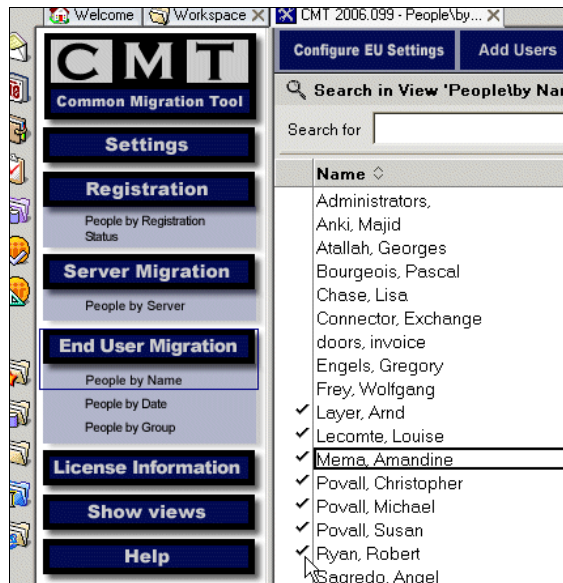 Welcome
Workspace
CMT 2006.099 - People\by...
CMT
Common Migration Tool
Settings
Registration
People by Registration
Status
Server Migration
People by Server
End User Migration
People by Name
People by Date
People by Group
License Information
Show views
Help
Configure EU Settings
Add Users
Search in View 'People\by Nar
Search for
Name
Administrators,
Anki, Majid
Atallah, Georges
Bourgeois, Pascal
Chase, Lisa
Connector, Exchange
doors, invoice
Engels, Gregory
Frey, Wolfgang
Layer, Arnd
Lecomte, Louise
Mema, Amandine
Povall, Christopher
Povall, Michael
Povall, Susan
Ryan, Robert
Sagredo, Angel